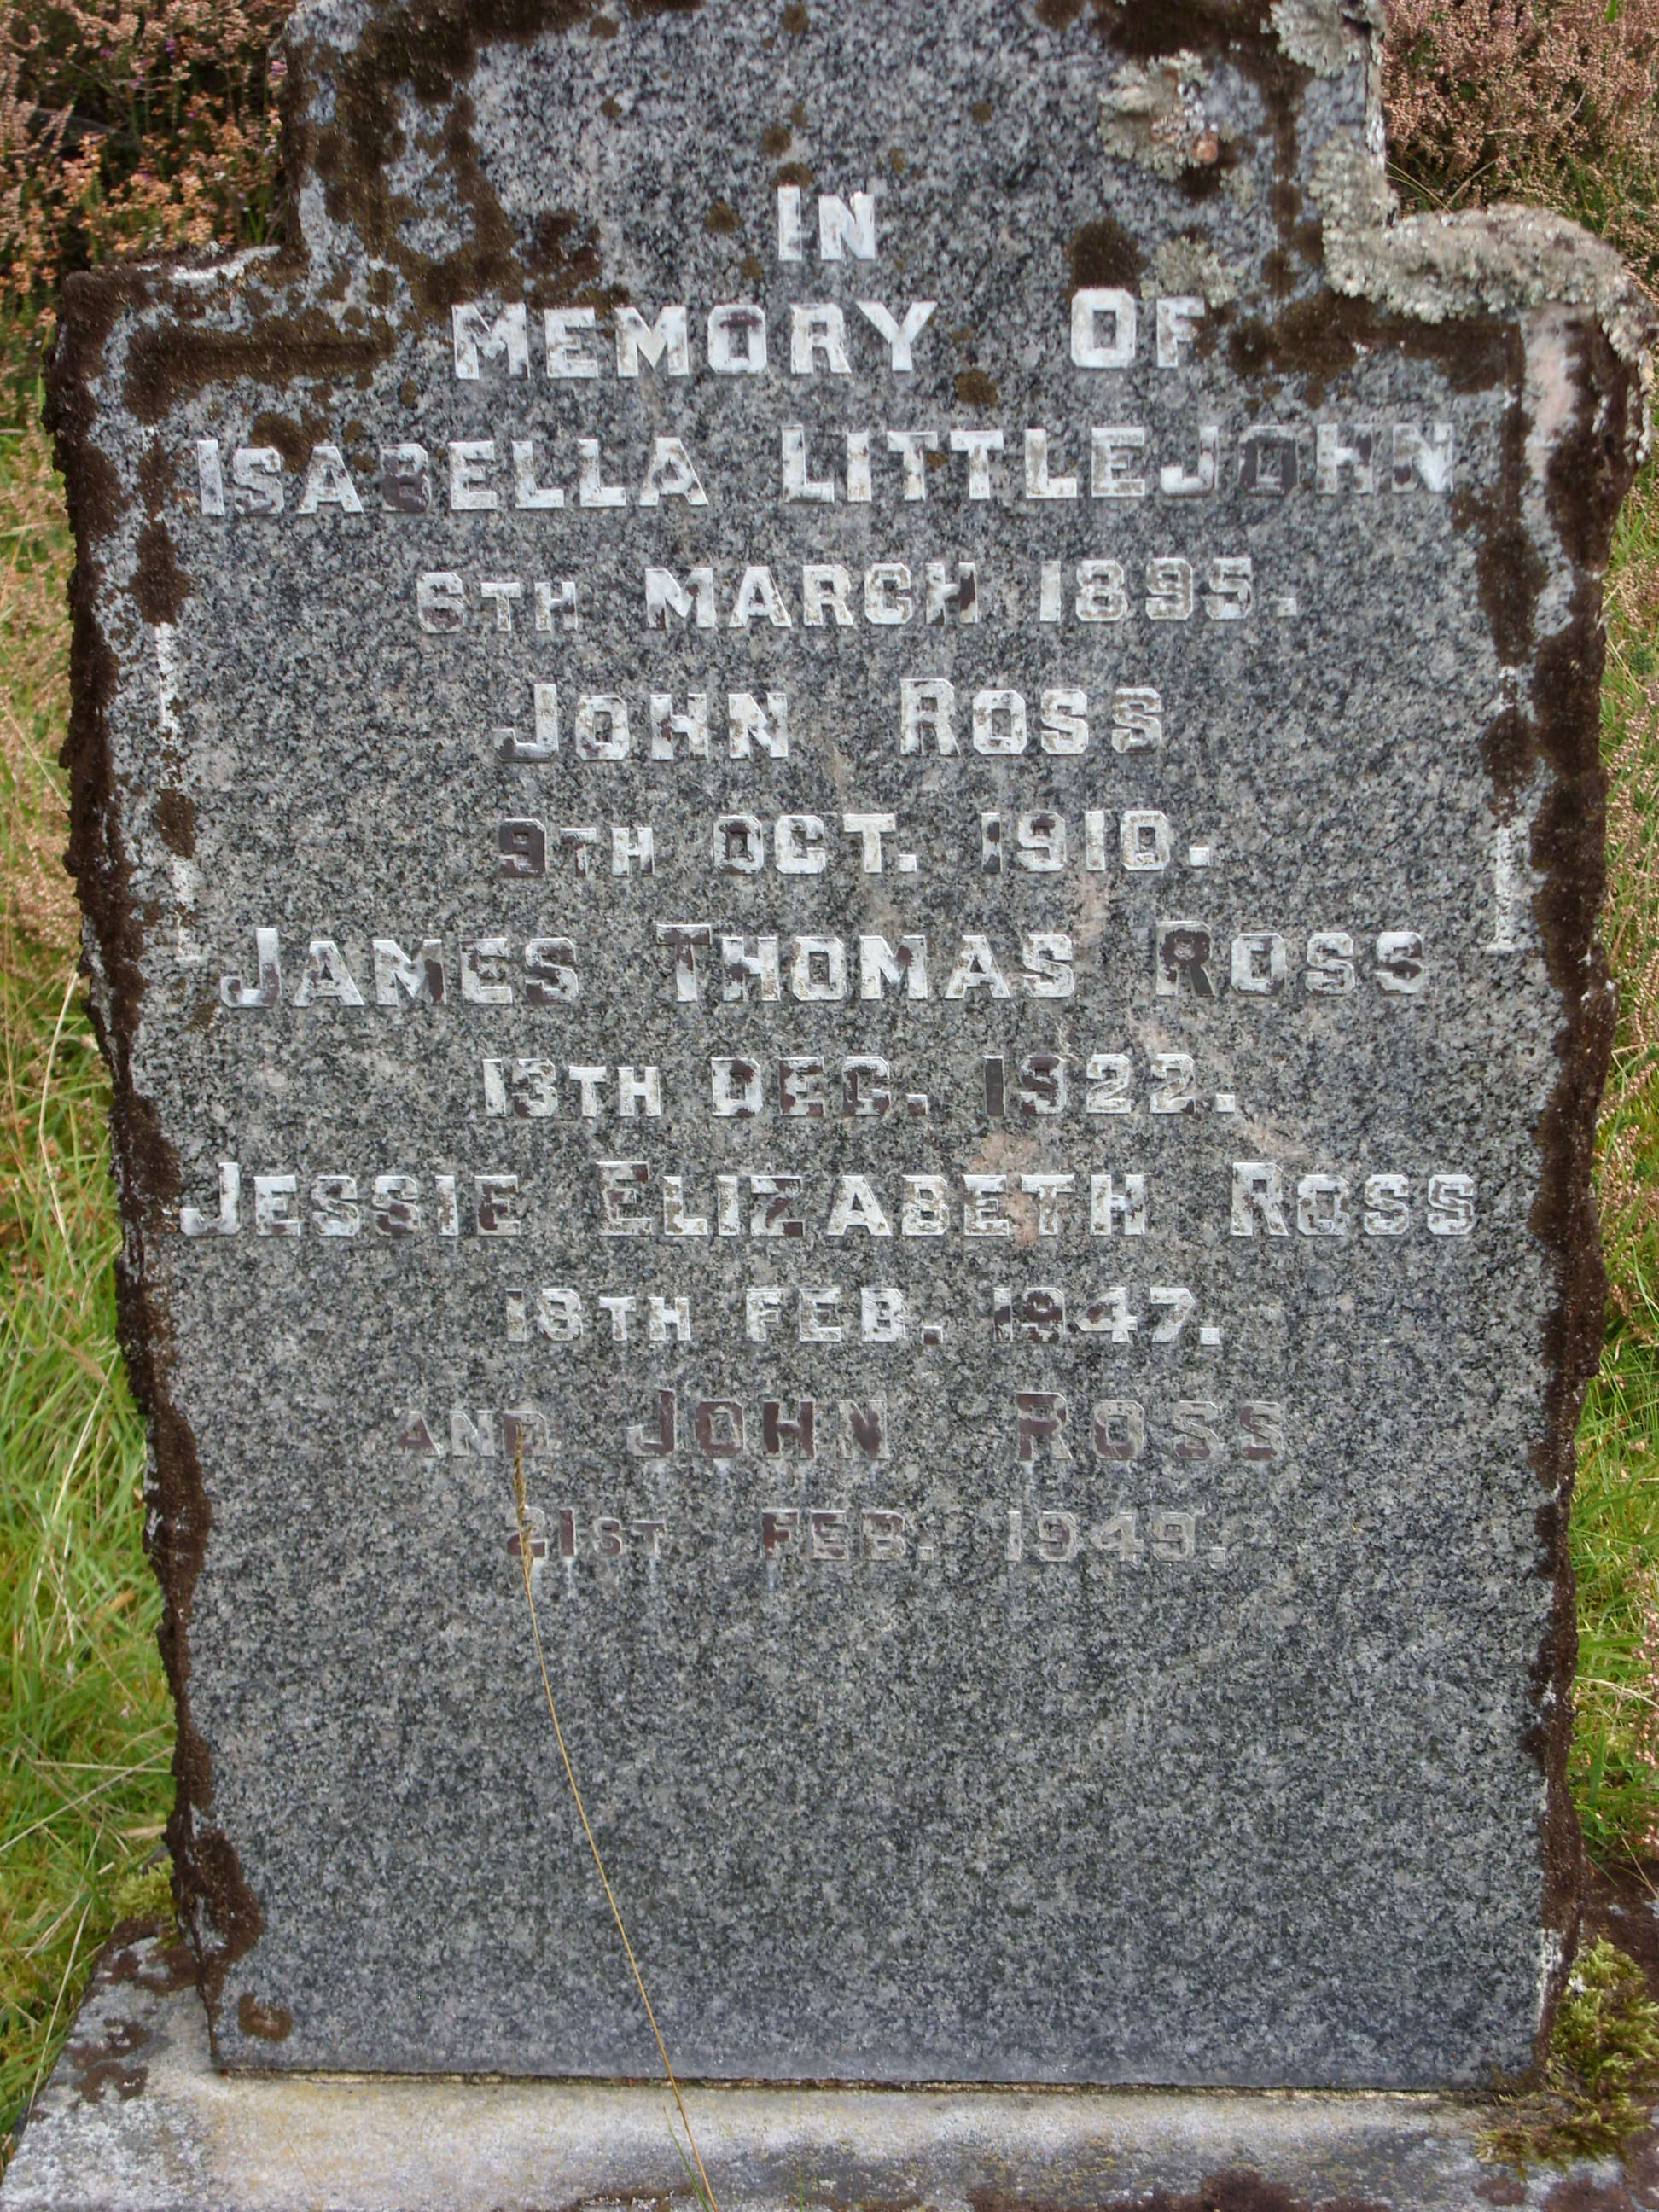 IN
MEMORY OF
ISABELLA LITTLEJOHN
6TH MARCH 1895.
JOHN ROSS
9TH OCT. 1910.
JAMES THOMAS ROSS
13TH DEC. 1922.
JESSIE ELIZABETH ROSS
18TH FEB. 1947.
AND JOHN ROSS
21ST FEB. 1949.